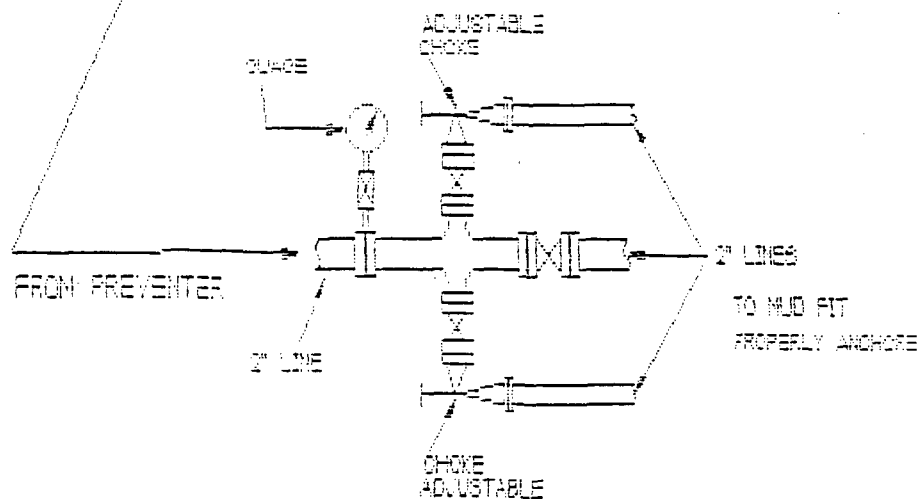 ADJUSTABLE
CHOKE
GUAGE
FROM PREVENTER
2" LINE
2" LINES
TO MUD PIT
PROPERLY ANCHORE
CHOKE
ADJUSTABLE